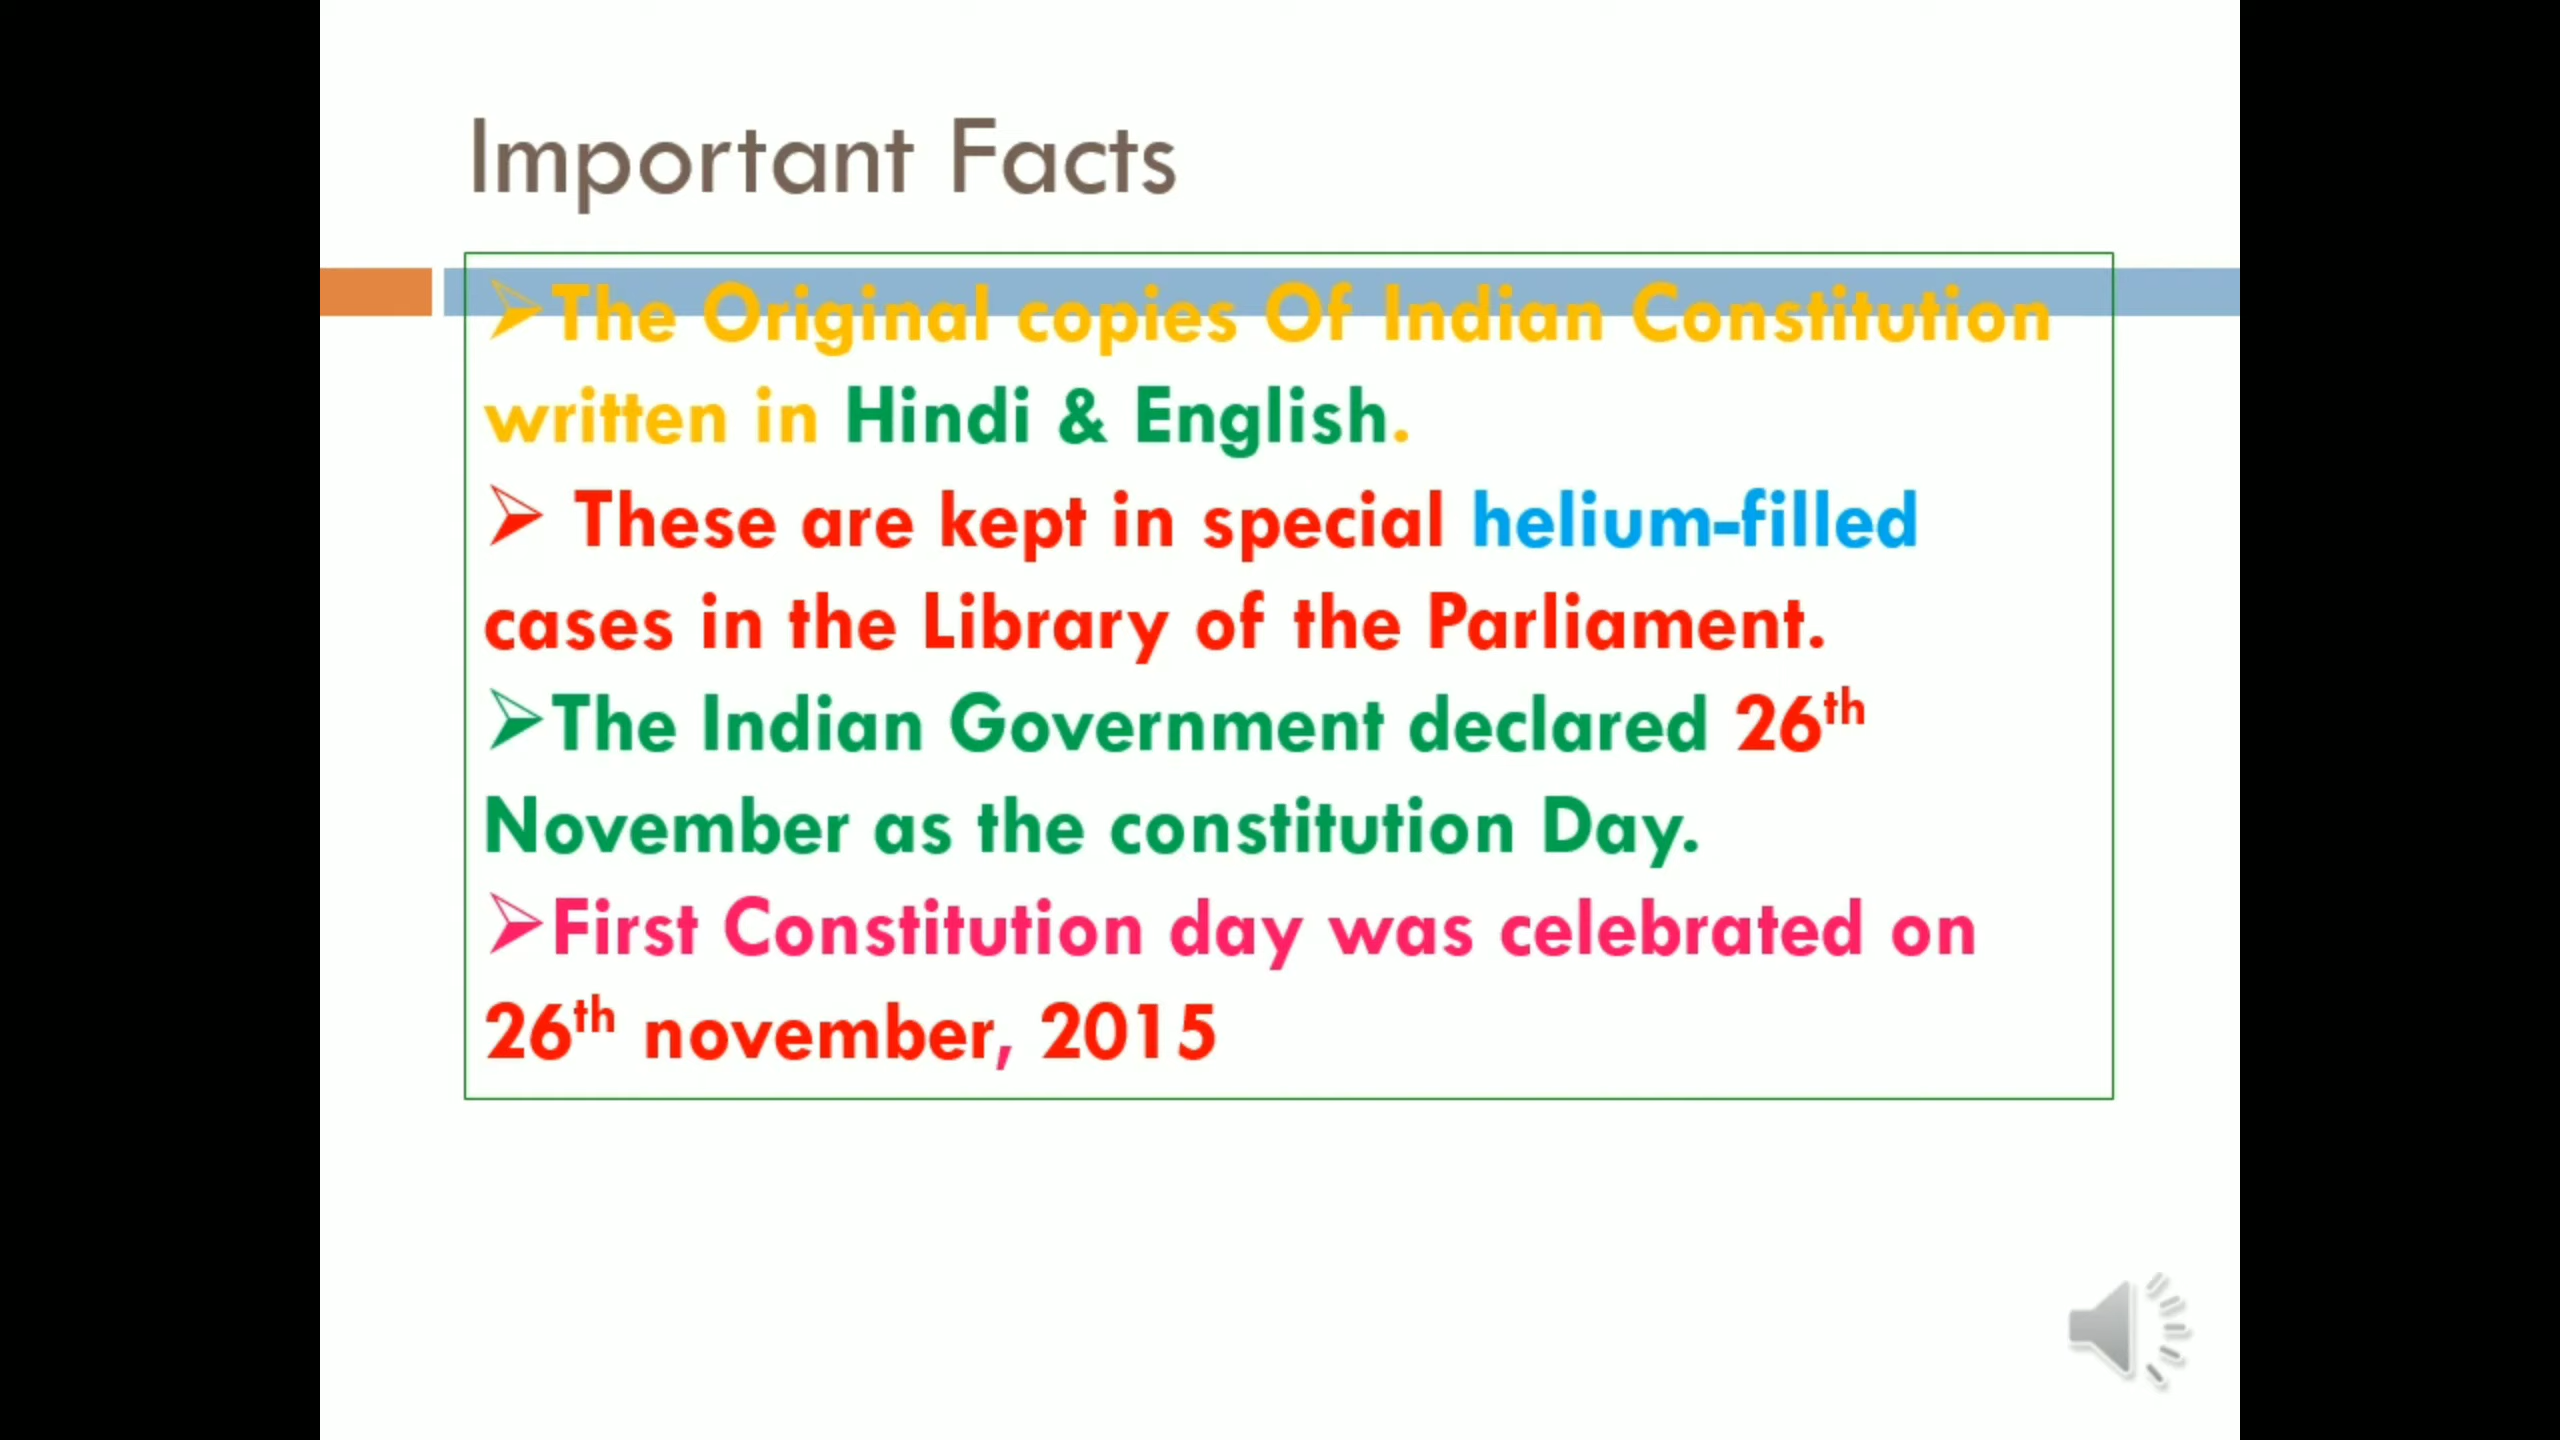 Important Facts
➢The Original copies Of Indian Constitution
written in Hindi & English.
➢ These are kept in special helium-filled
cases in the Library of the Parliament.
➢The Indian Government declared 26th
November as the constitution Day.
➢First Constitution day was celebrated on
26th november, 2015